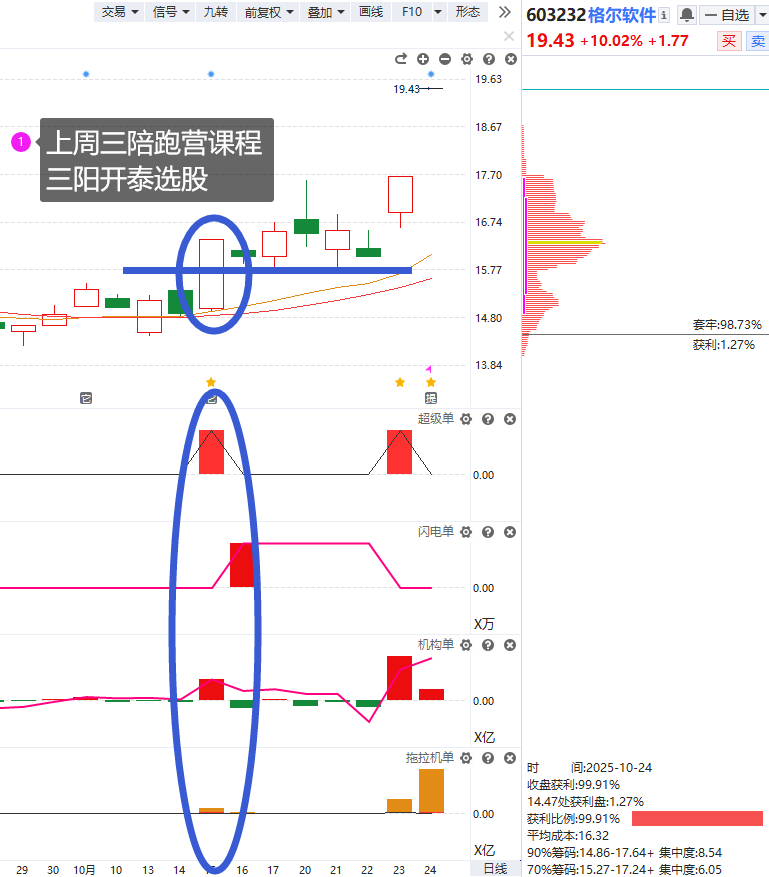 交易 信号 九转 前复权 叠加 画线 F10 形态
603232 格尔软件 自选
19.43 +10.02% +1.77 买 卖
19.63
19.43
18.67
1
上周三陪跑营课程
三阳开泰选股
17.70
16.74
15.77
14.80
13.84
套牢:98.73%
获利:1.27%
超级单
0.00
闪电单
0.00
X万
机构单
0.00
X亿
拖拉机单
0.00
X亿
29 30 10月 10 13 14 15 16 17 20 21 22 23 24 日线
时 间:2025-10-24
收盘获利:99.91%
14.47处获利盘:1.27%
获利比例:99.91%
平均成本:16.32
90%筹码:14.86-17.64+ 集中度:8.54
70%筹码:15.27-17.24+ 集中度:6.05